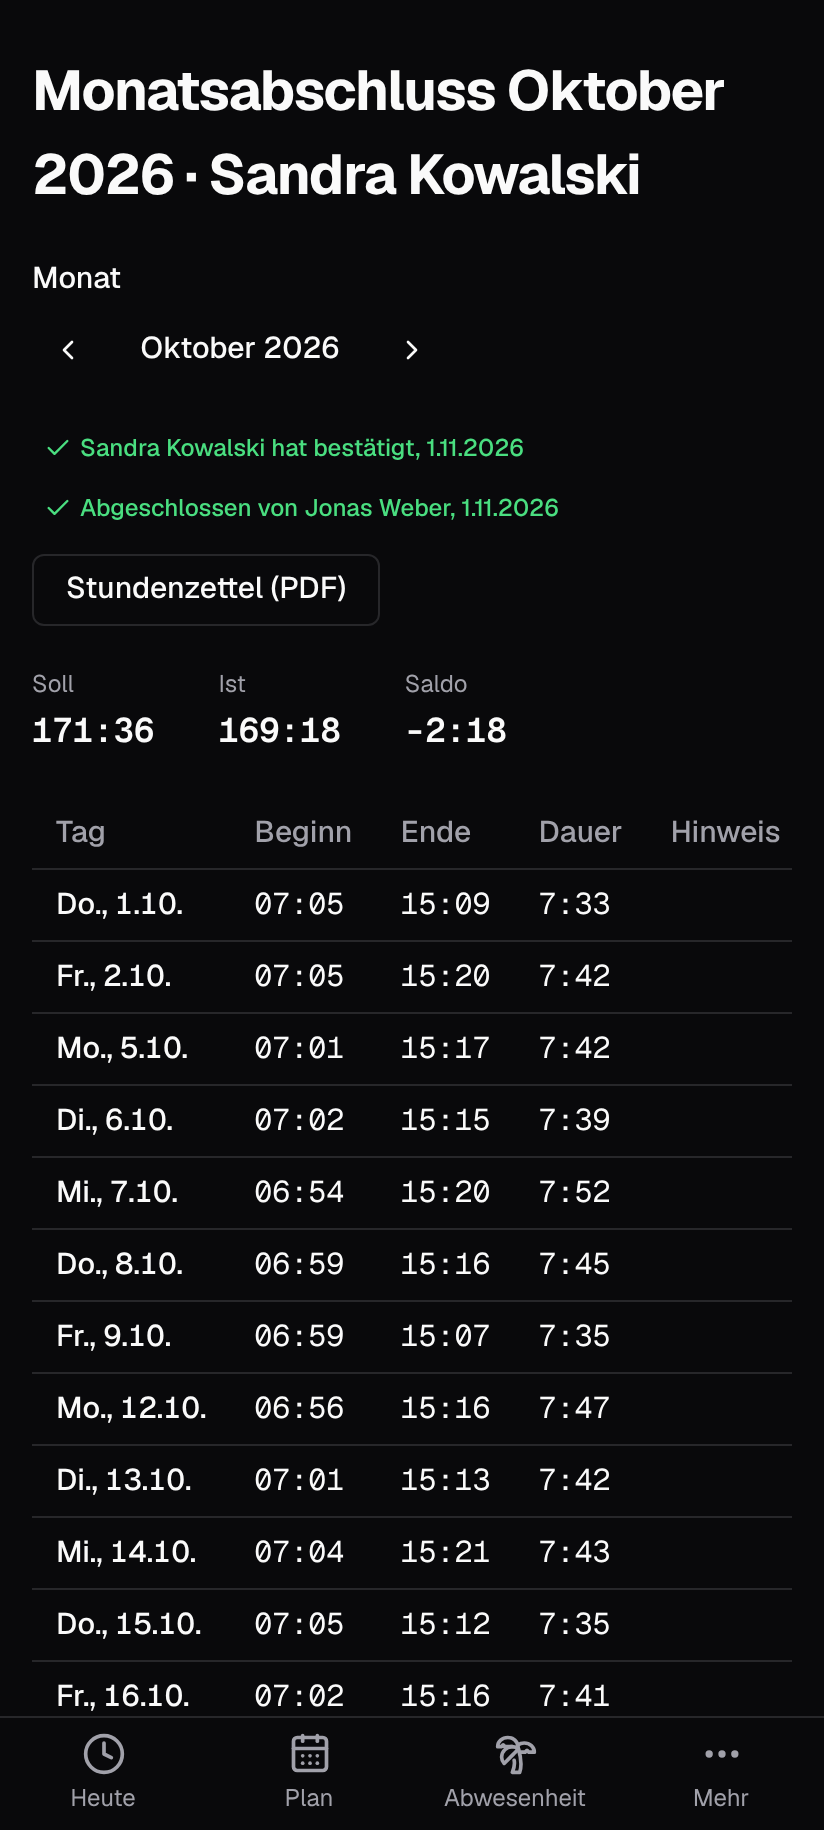 Monatsabschluss Oktober
2026 · Sandra Kowalski
Monat
Oktober 2026
Sandra Kowalski hat bestätigt, 1.11.2026
Abgeschlossen von Jonas Weber, 1.11.2026
Stundenzettel (PDF)
Soll Ist Saldo
171:36 169:18 -2:18
Tag Beginn Ende Dauer Hinweis
Do., 1.10. 07:05 15:09 7:33
Fr., 2.10. 07:05 15:20 7:42
Mo., 5.10. 07:01 15:17 7:42
Di., 6.10. 07:02 15:15 7:39
Mi., 7.10. 06:54 15:20 7:52
Do., 8.10. 06:59 15:16 7:45
Fr., 9.10. 06:59 15:07 7:35
Mo., 12.10. 06:56 15:16 7:47
Di., 13.10. 07:01 15:13 7:42
Mi., 14.10. 07:04 15:21 7:43
Do., 15.10. 07:05 15:12 7:35
Fr., 16.10. 07:02 15:16 7:41
Heute Plan Abwesenheit Mehr